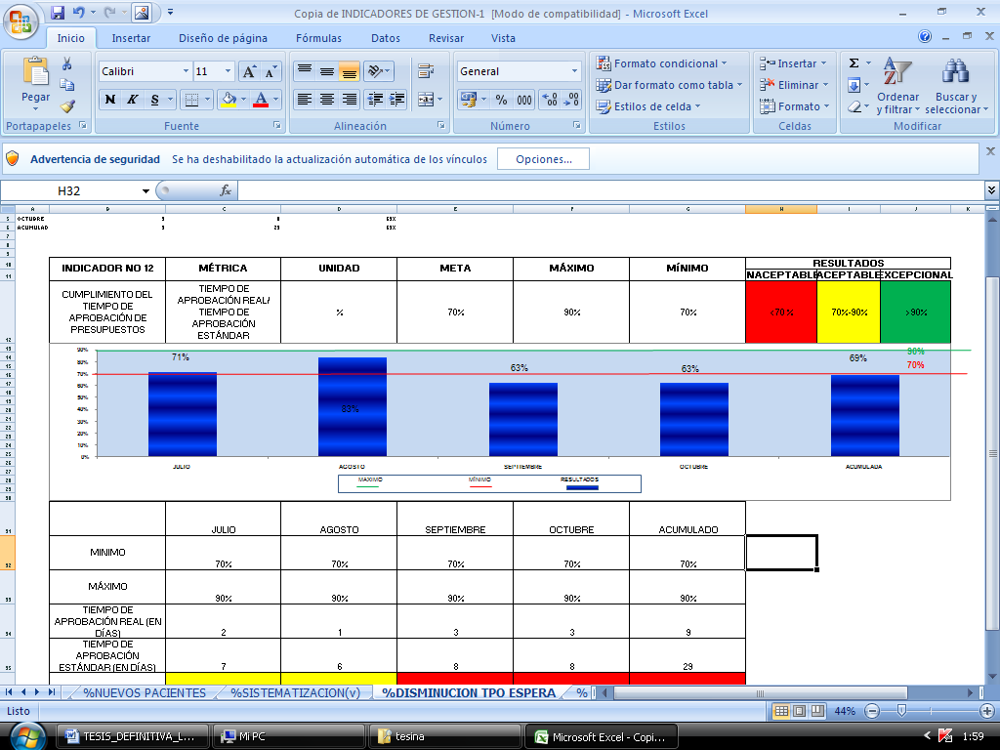 Copia de INDICADORES DE GESTION-1 [Modo de compatibilidad] - Microsoft Excel
Inicio Insertar Diseño de página Fórmulas Datos Revisar Vista
Pegar
Calibri 11
N K S
General
% 000
Formato condicional
Dar formato como tabla
Estilos de celda
Insertar
Eliminar
Formato
Σ
Ordenar y filtrar
Buscar y seleccionar
Portapapeles Fuente Alineación Número Estilos Celdas Modificar
Advertencia de seguridad Se ha deshabilitado la actualización automática de los vínculos Opciones...
H32 fx
A B C D E F G H I J K
OCTUBRE
ACUMULAD
INDICADOR NO 12 MÉTRICA UNIDAD META MÁXIMO MÍNIMO RESULTADOS
NACEPTABLE ACEPTABLE EXCEPCIONAL
CUMPLIMIENTO DEL TIEMPO DE APROBACIÓN DE PRESUPUESTOS
TIEMPO DE APROBACIÓN REAL/ TIEMPO DE APROBACIÓN ESTÁNDAR
% 70% 90% 70% <70% 70%-90% >90%
90%
80%
70%
60%
50%
40%
30%
20%
10%
0%
71% 83% 63% 63% 69%
90%
70%
JULIO AGOSTO SEPTIEMBRE OCTUBRE ACUMULADA
MAXIMO MÍNIMO RESULTADOS
JULIO AGOSTO SEPTIEMBRE OCTUBRE ACUMULADO
MINIMO 70% 70% 70% 70% 70%
MÁXIMO 90% 90% 90% 90% 90%
TIEMPO DE APROBACIÓN REAL (EN DÍAS) 2 1 3 3 9
TIEMPO DE APROBACIÓN ESTÁNDAR (EN DÍAS) 7 6 8 8 29
%NUEVOS PACIENTES %SISTEMATIZACION(v) %DISMINUCION TPO ESPERA %
Listo 44%
TESIS_DEFINITIVA_L... Mi PC tesina Microsoft Excel - Copi... 1:59